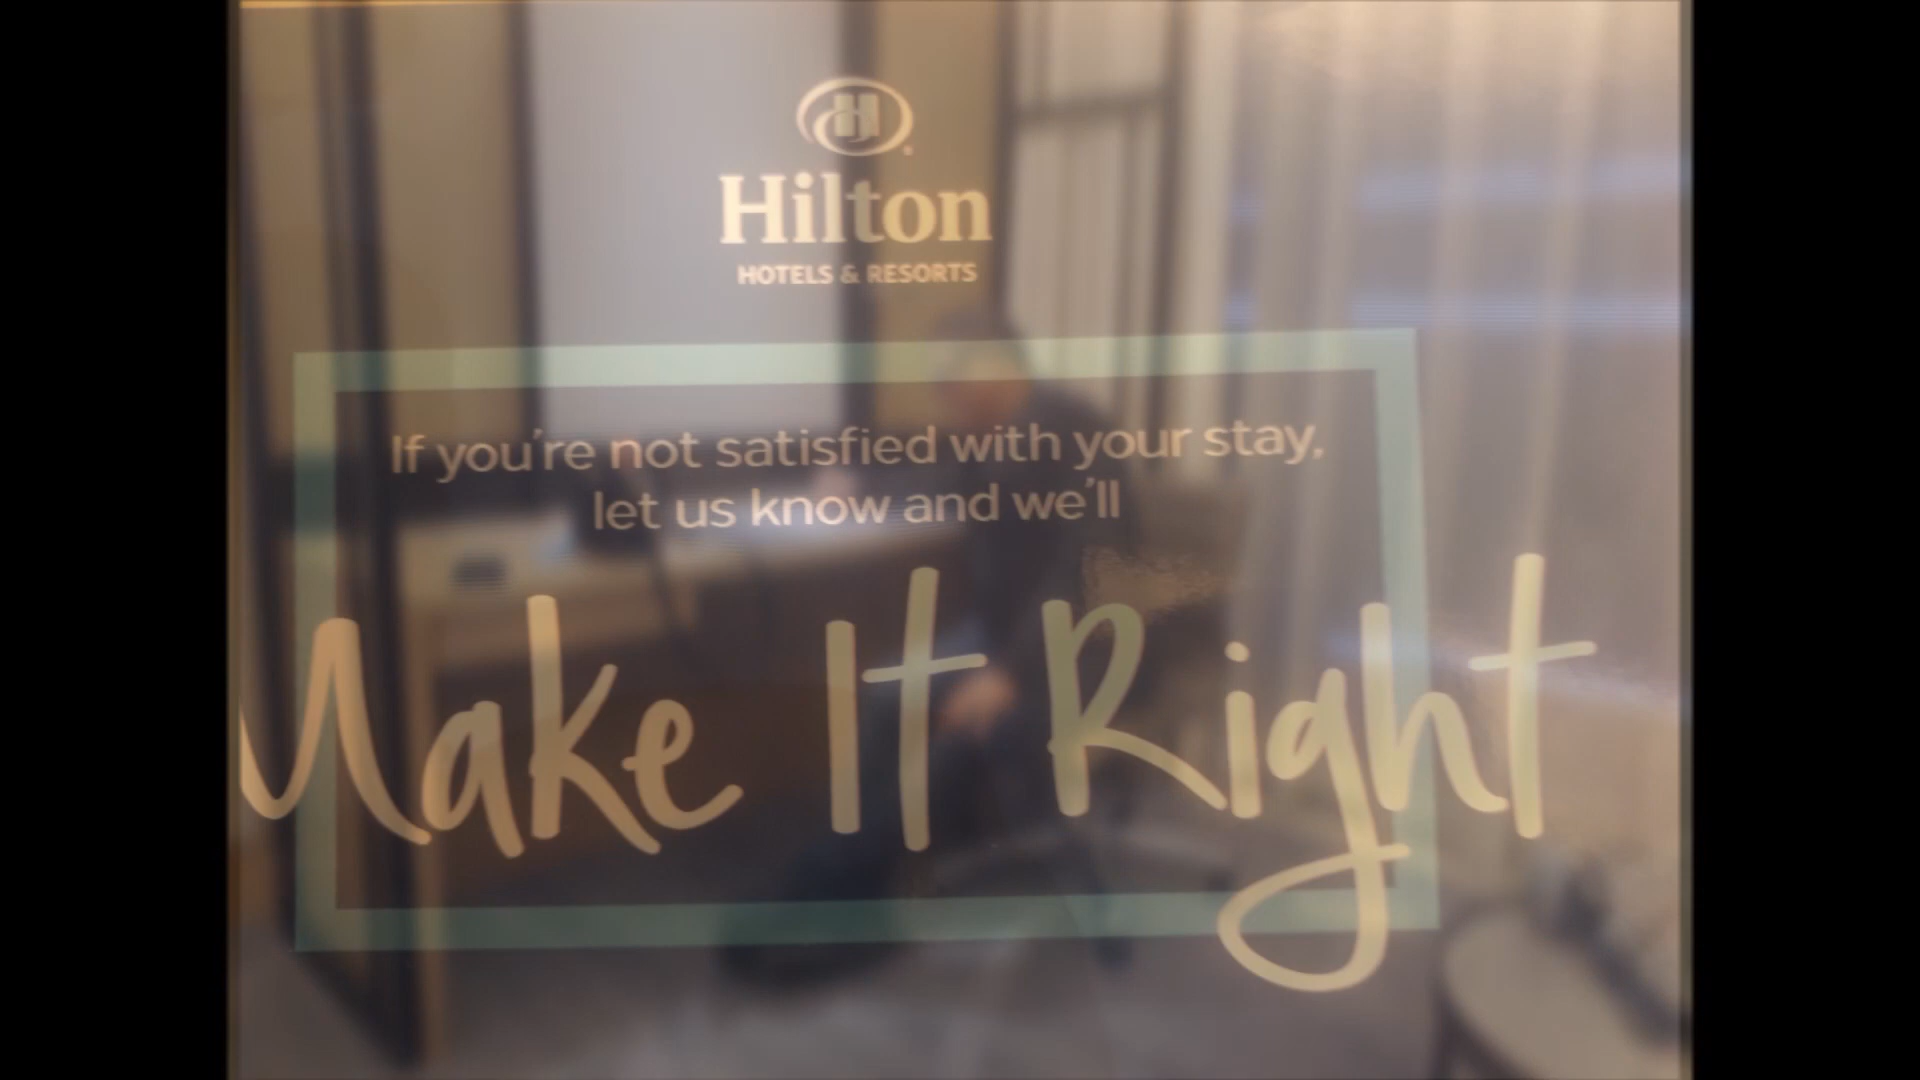 H
Hilton
HOTELS & RESORTS
If you're not satisfied with your stay,
let us know and we'll
Make It Right